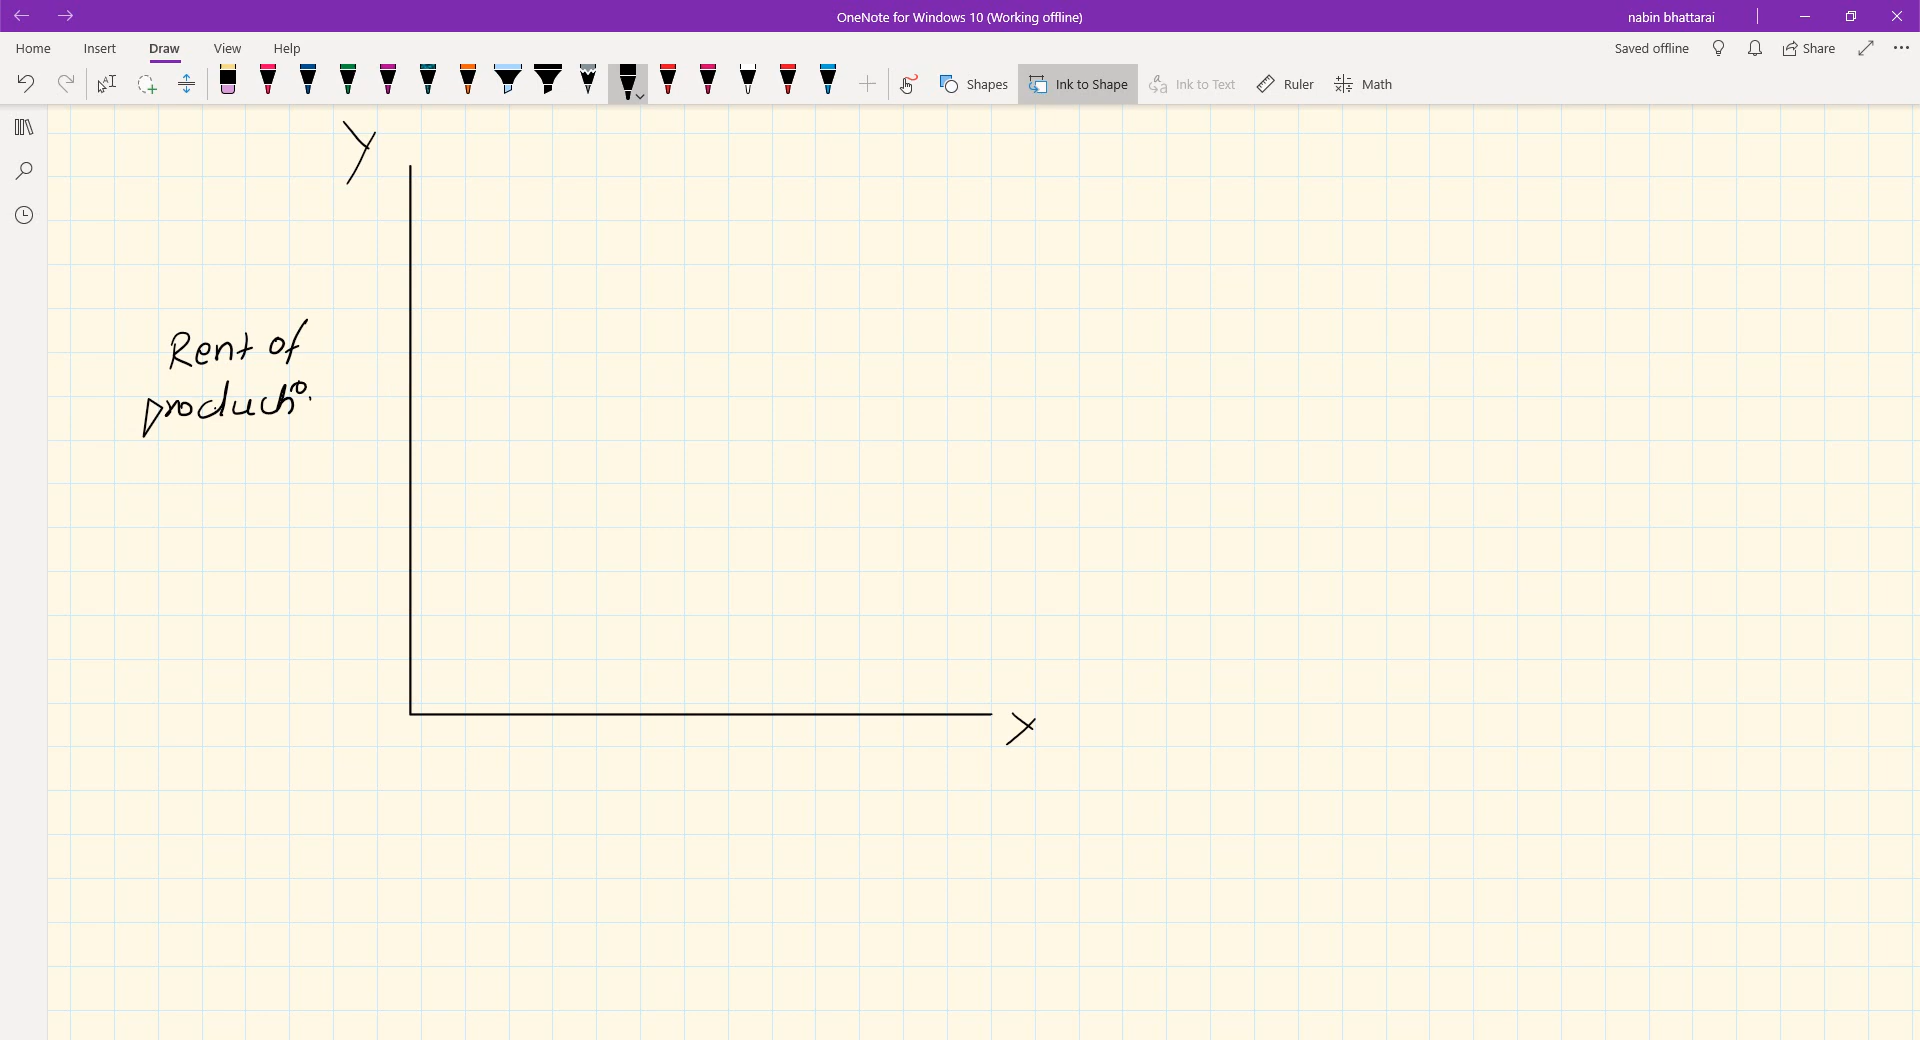 OneNote for Windows 10 (Working offline)
nabin bhattarai
Home Insert Draw View Help
Saved offline Share
Shapes Ink to Shape Ink to Text Ruler Math
y
Rent of
producto.
x